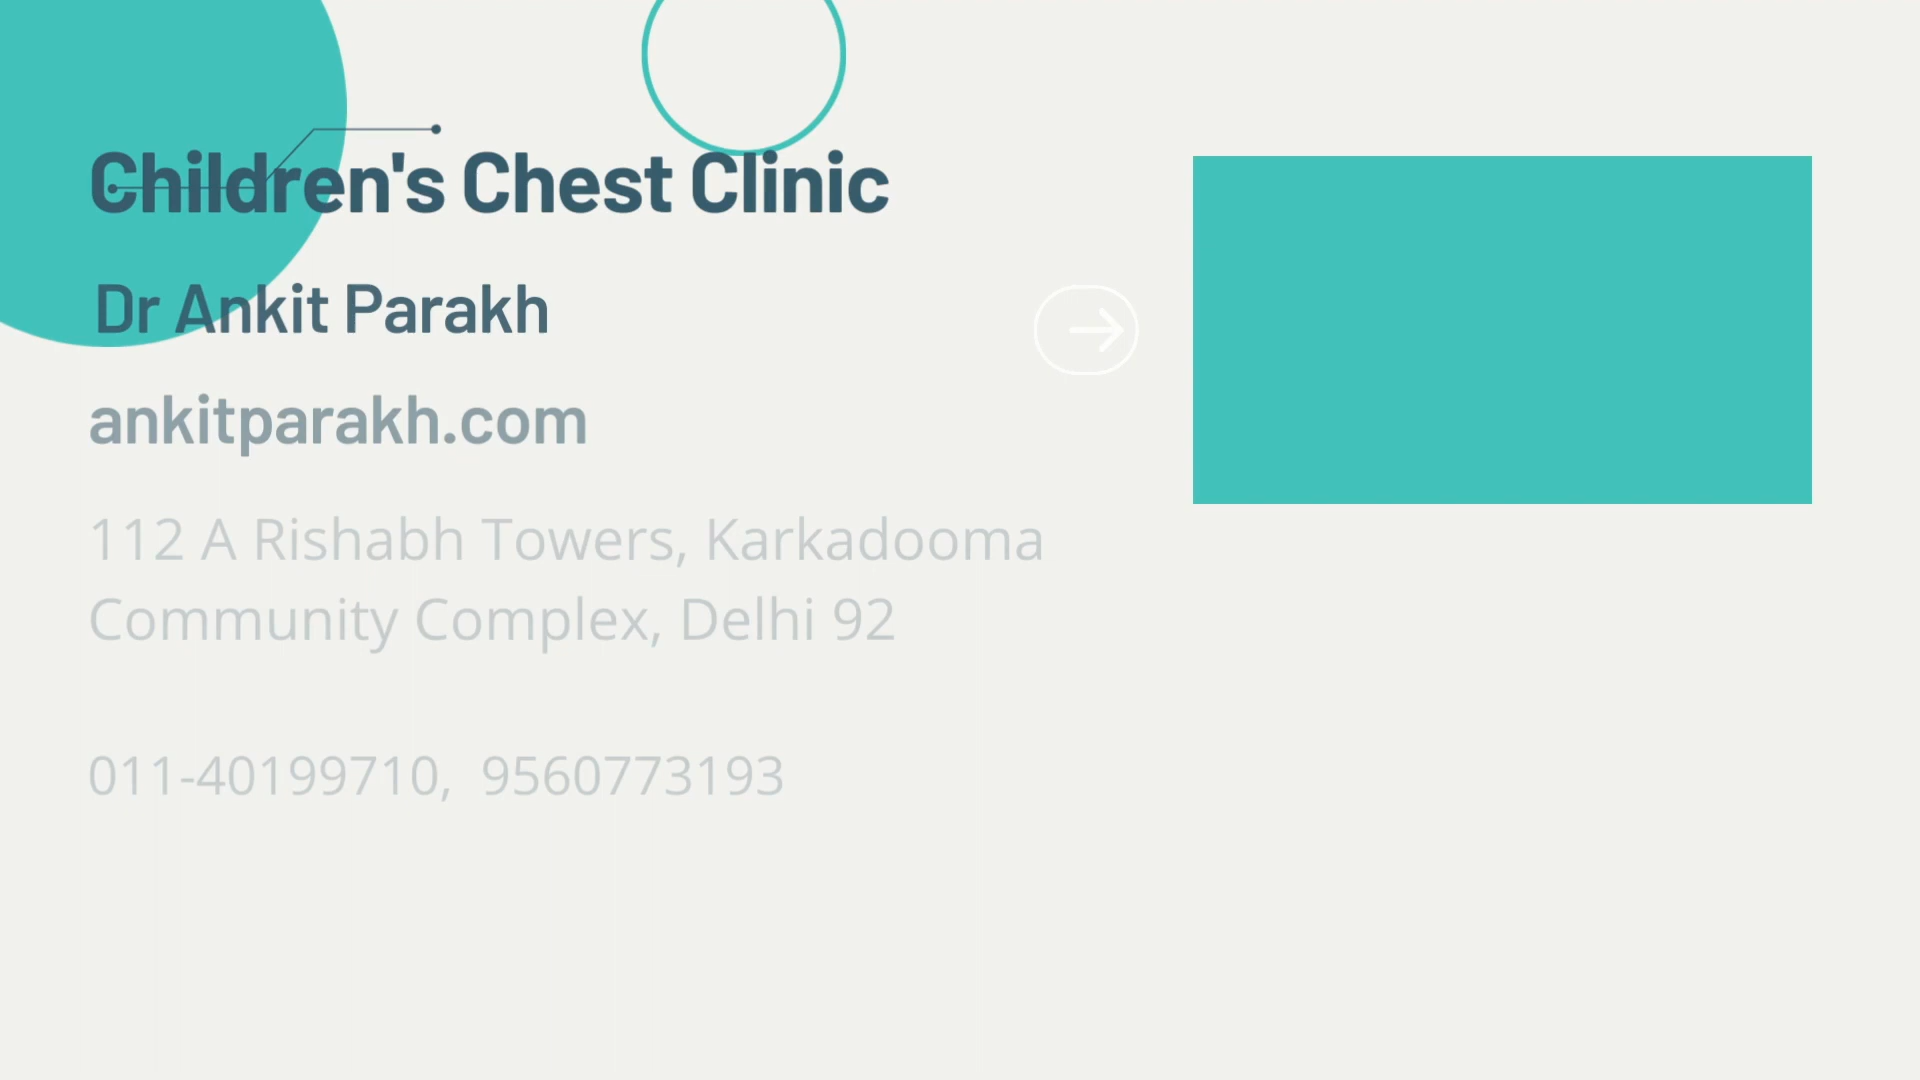 Children's Chest Clinic
Dr Ankit Parakh
ankitparakh.com
112 A Rishabh Towers, Karkadooma
Community Complex, Delhi 92
011-40199710, 9560773193